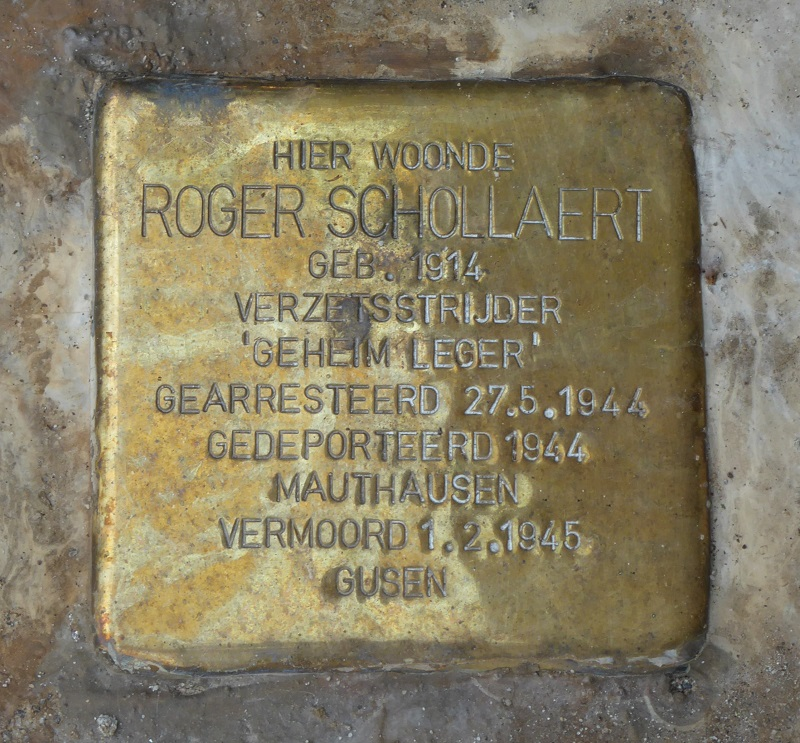 HIER WOONDE
ROGER SCHOLLAERT
GEB. 1914
VERZETSSTRIJDER
'GEHEIM LEGER'
GEARRESTEERD 27.5.1944
GEDEPORTEERD 1944
MAUTHAUSEN
VERMOORD 1.2.1945
GUSEN